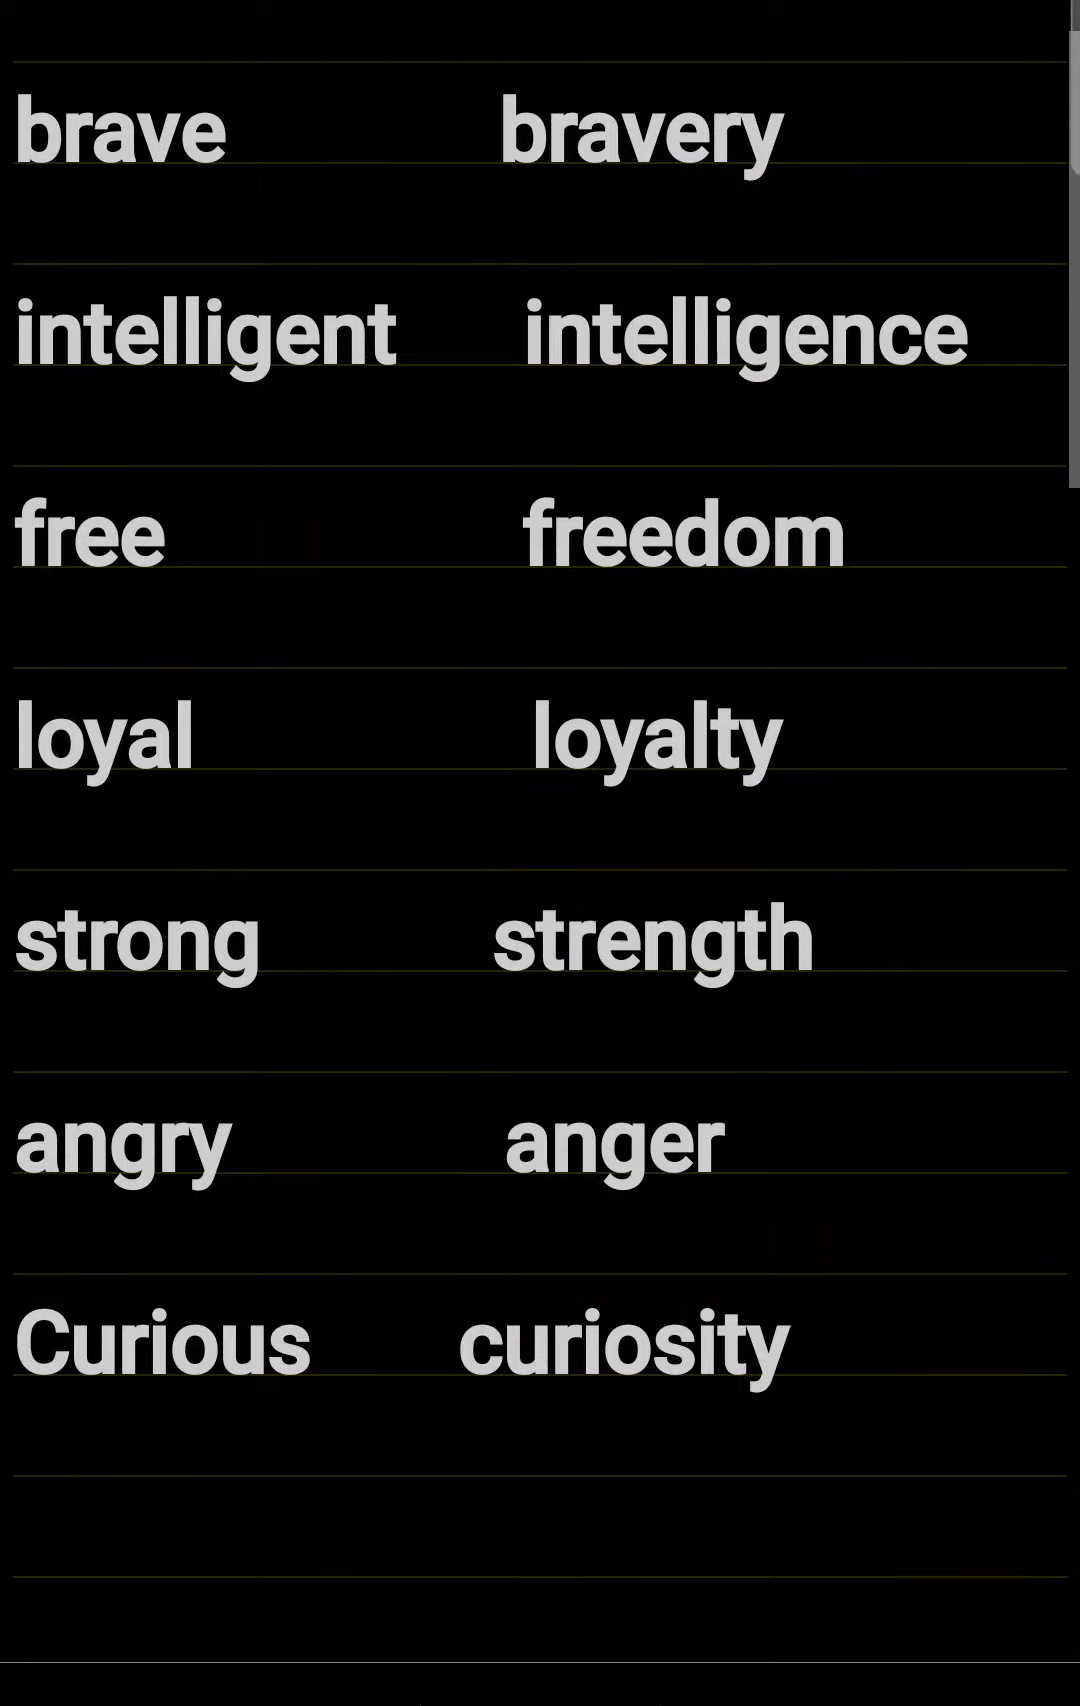 brave bravery
intelligent intelligence
free freedom
loyal loyalty
strong strength
angry anger
Curious curiosity